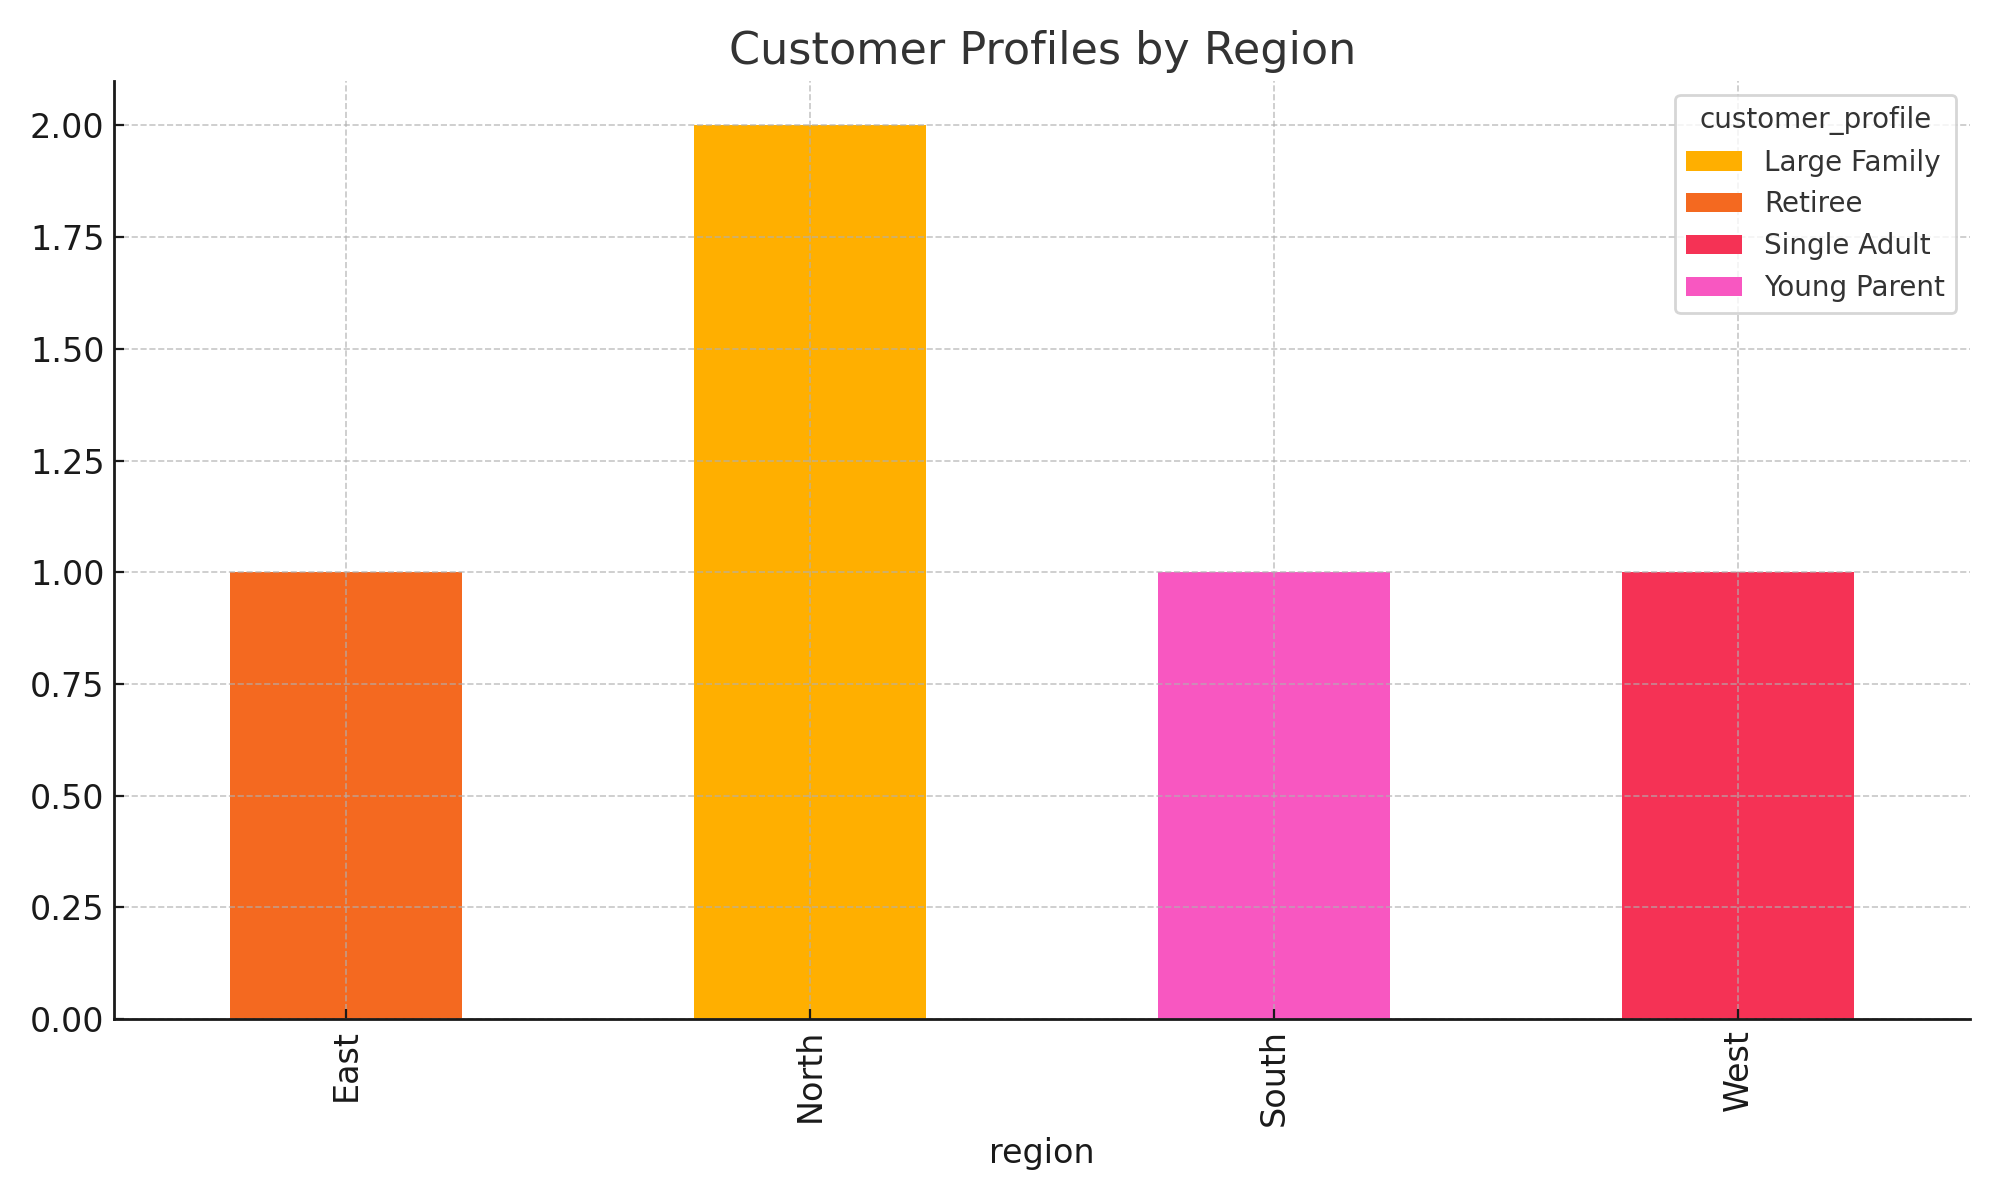 Customer Profiles by Region
customer_profile
Large Family
Retiree
Single Adult
Young Parent
2.00
1.75
1.50
1.25
1.00
0.75
0.50
0.25
0.00
East
North
South
West
region